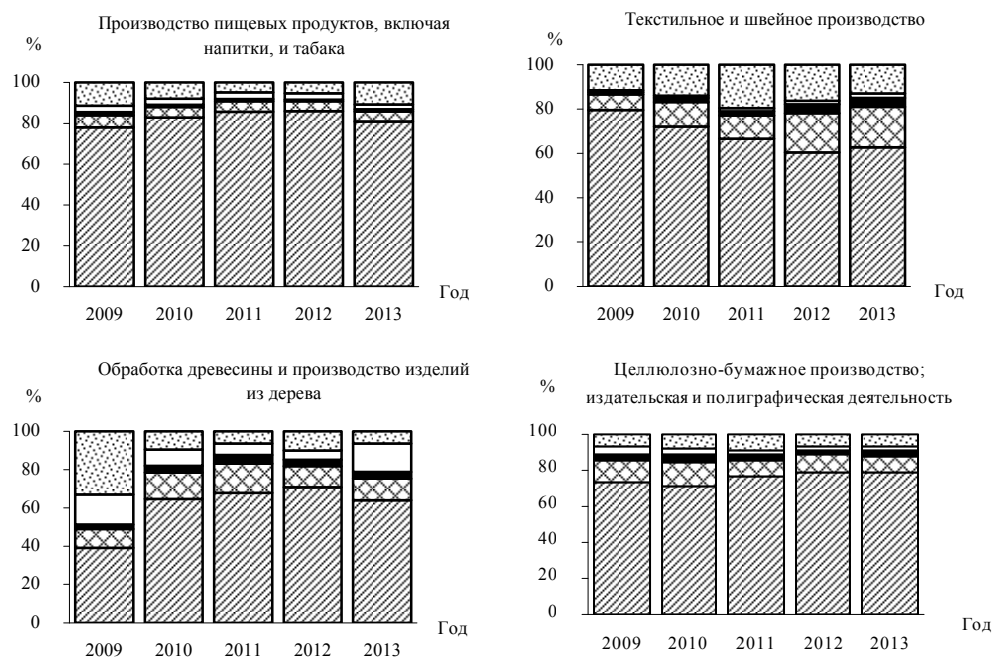 Производство пищевых продуктов, включая
напитки, и табака
%
100
80
60
40
20
0
Год
2009 2010 2011 2012 2013
Текстильное и швейное производство
%
100
80
60
40
20
0
Год
2009 2010 2011 2012 2013
Обработка древесины и производство изделий
из дерева
%
100
80
60
40
20
0
Год
2009 2010 2011 2012 2013
Целлюлозно-бумажное производство;
издательская и полиграфическая деятельность
%
100
80
60
40
20
0
Год
2009 2010 2011 2012 2013